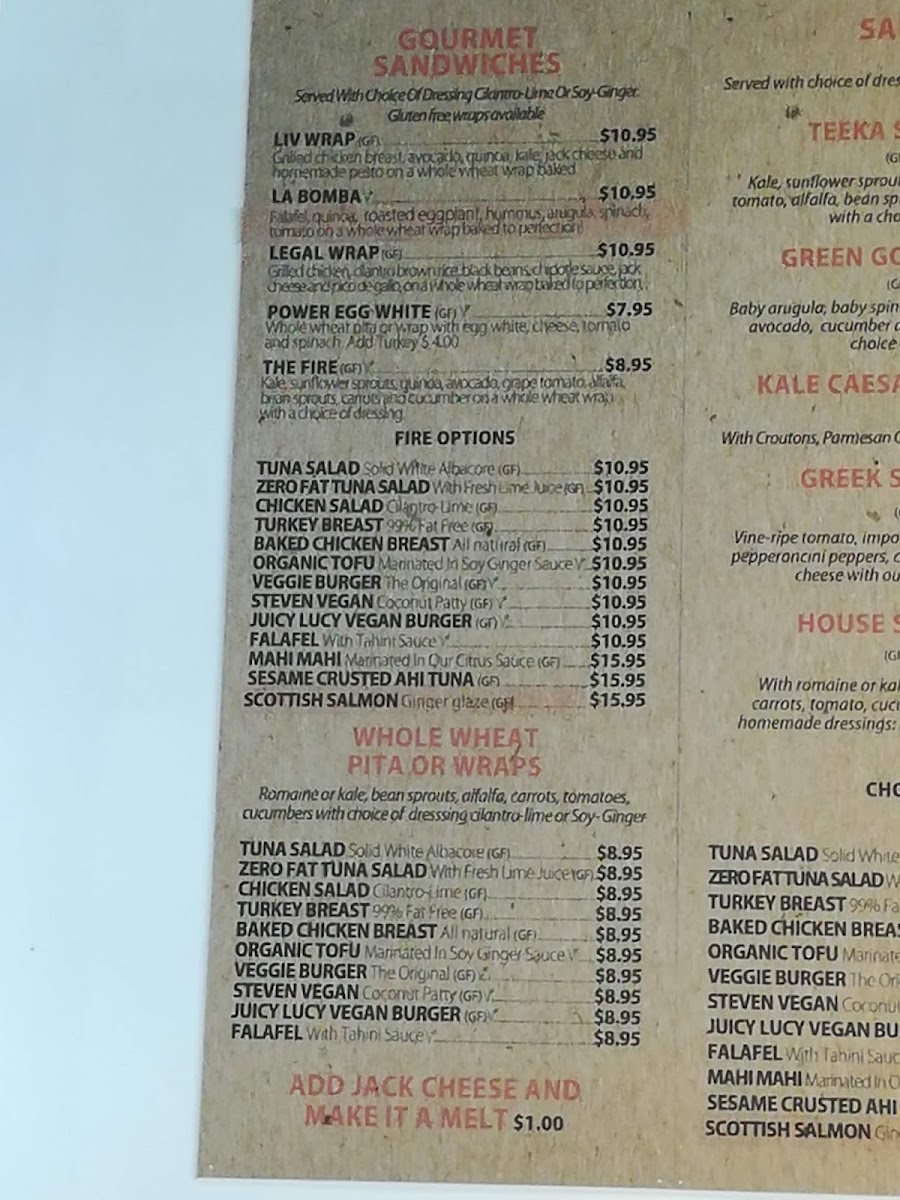 GOURMET
SANDWICHES
Served With Choice Of Dressing Cilantro-Lime Or Soy-Ginger.
Gluten free wraps available
LIV WRAP (GF) $10.95
Grilled chicken breast, avocado, quinoa, kale, jack cheese and
homemade pesto on a whole wheat wrap baked
LA BOMBA V $10.95
Falafel, quinoa, roasted eggplant, hummus, arugula, spinach,
tomato on a whole wheat wrap baked to perfection!
LEGAL WRAP (GF) $10.95
Grilled chicken, cilantro brown rice, black beans, chipotle sauce, jack
cheese and pico de gallo, on a whole wheat wrap baked to perfection.
POWER EGG WHITE (GF) V $7.95
Whole wheat pita or wrap with egg white, cheese, tomato
and spinach. Add Turkey $ 4.00
THE FIRE (GF) V $8.95
Kale, sunflower sprouts, quinoa, avocado, grape tomato, alfalfa,
bean sprouts, carrots and cucumber on a whole wheat wrap
with a choice of dressing.
FIRE OPTIONS
TUNA SALAD Solid White Albacore (GF) $10.95
ZERO FAT TUNA SALAD With Fresh Lime Juice (GF) $10.95
CHICKEN SALAD Cilantro-Lime (GF) $10.95
TURKEY BREAST 99% Fat Free (GF) $10.95
BAKED CHICKEN BREAST All natural (GF) $10.95
ORGANIC TOFU Marinated In Soy Ginger Sauce V $10.95
VEGGIE BURGER The Original (GF) V $10.95
STEVEN VEGAN Coconut Patty (GF) V $10.95
JUICY LUCY VEGAN BURGER (GF) V $10.95
FALAFEL With Tahini Sauce V $10.95
MAHI MAHI Marinated In Our Citrus Sauce (GF) $15.95
SESAME CRUSTED AHI TUNA (GF) $15.95
SCOTTISH SALMON Ginger glaze (GF) $15.95
WHOLE WHEAT
PITA OR WRAPS
Romaine or kale, bean sprouts, alfalfa, carrots, tomatoes,
cucumbers with choice of dresssing cilantro-lime or Soy-Ginger
TUNA SALAD Solid White Albacore (GF) $8.95
ZERO FAT TUNA SALAD With Fresh Lime Juice (GF) $8.95
CHICKEN SALAD Cilantro-Lime (GF) $8.95
TURKEY BREAST 99% Fat Free (GF) $8.95
BAKED CHICKEN BREAST All natural (GF) $8.95
ORGANIC TOFU Marinated In Soy Ginger Sauce V $8.95
VEGGIE BURGER The Original (GF) V $8.95
STEVEN VEGAN Coconut Patty (GF) V $8.95
JUICY LUCY VEGAN BURGER (GF) V $8.95
FALAFEL With Tahini Sauce V $8.95
ADD JACK CHEESE AND
MAKE IT A MELT $1.00
SA
Served with choice of dres
TEEKA S
(G
Kale, sunflower sprou
tomato, alfalfa, bean sp
with a cho
GREEN GO
(G
Baby arugula, baby spin
avocado, cucumber a
choice
KALE CAESA
With Croutons, Parmesan C
GREEK S
(
Vine-ripe tomato, impo
pepperoncini peppers, c
cheese with ou
HOUSE S
(G
With romaine or kal
carrots, tomato, cucu
homemade dressings:
CHO
TUNA SALAD Solid White
ZERO FAT TUNA SALAD W
TURKEY BREAST 99% Fa
BAKED CHICKEN BREAS
ORGANIC TOFU Marinate
VEGGIE BURGER The Ori
STEVEN VEGAN Coconu
JUICY LUCY VEGAN BU
FALAFEL With Tahini Sauc
MAHI MAHI Marinated In O
SESAME CRUSTED AHI
SCOTTISH SALMON Gin